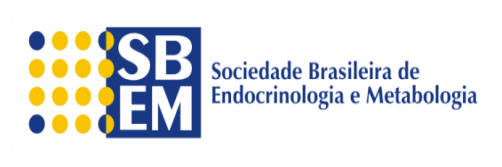 SB
EM
Sociedade Brasileira de
Endocrinologia e Metabologia